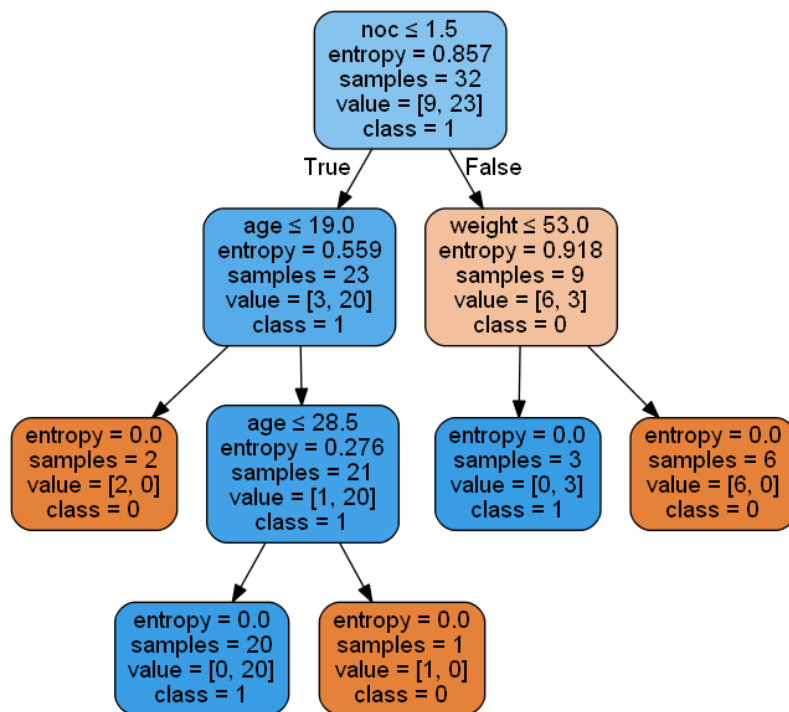 noc ≤ 1.5
entropy = 0.857
samples = 32
value = [9, 23]
class = 1
True
False
age ≤ 19.0
entropy = 0.559
samples = 23
value = [3, 20]
class = 1
weight ≤ 53.0
entropy = 0.918
samples = 9
value = [6, 3]
class = 0
entropy = 0.0
samples = 2
value = [2, 0]
class = 0
age ≤ 28.5
entropy = 0.276
samples = 21
value = [1, 20]
class = 1
entropy = 0.0
samples = 3
value = [0, 3]
class = 1
entropy = 0.0
samples = 6
value = [6, 0]
class = 0
entropy = 0.0
samples = 20
value = [0, 20]
class = 1
entropy = 0.0
samples = 1
value = [1, 0]
class = 0